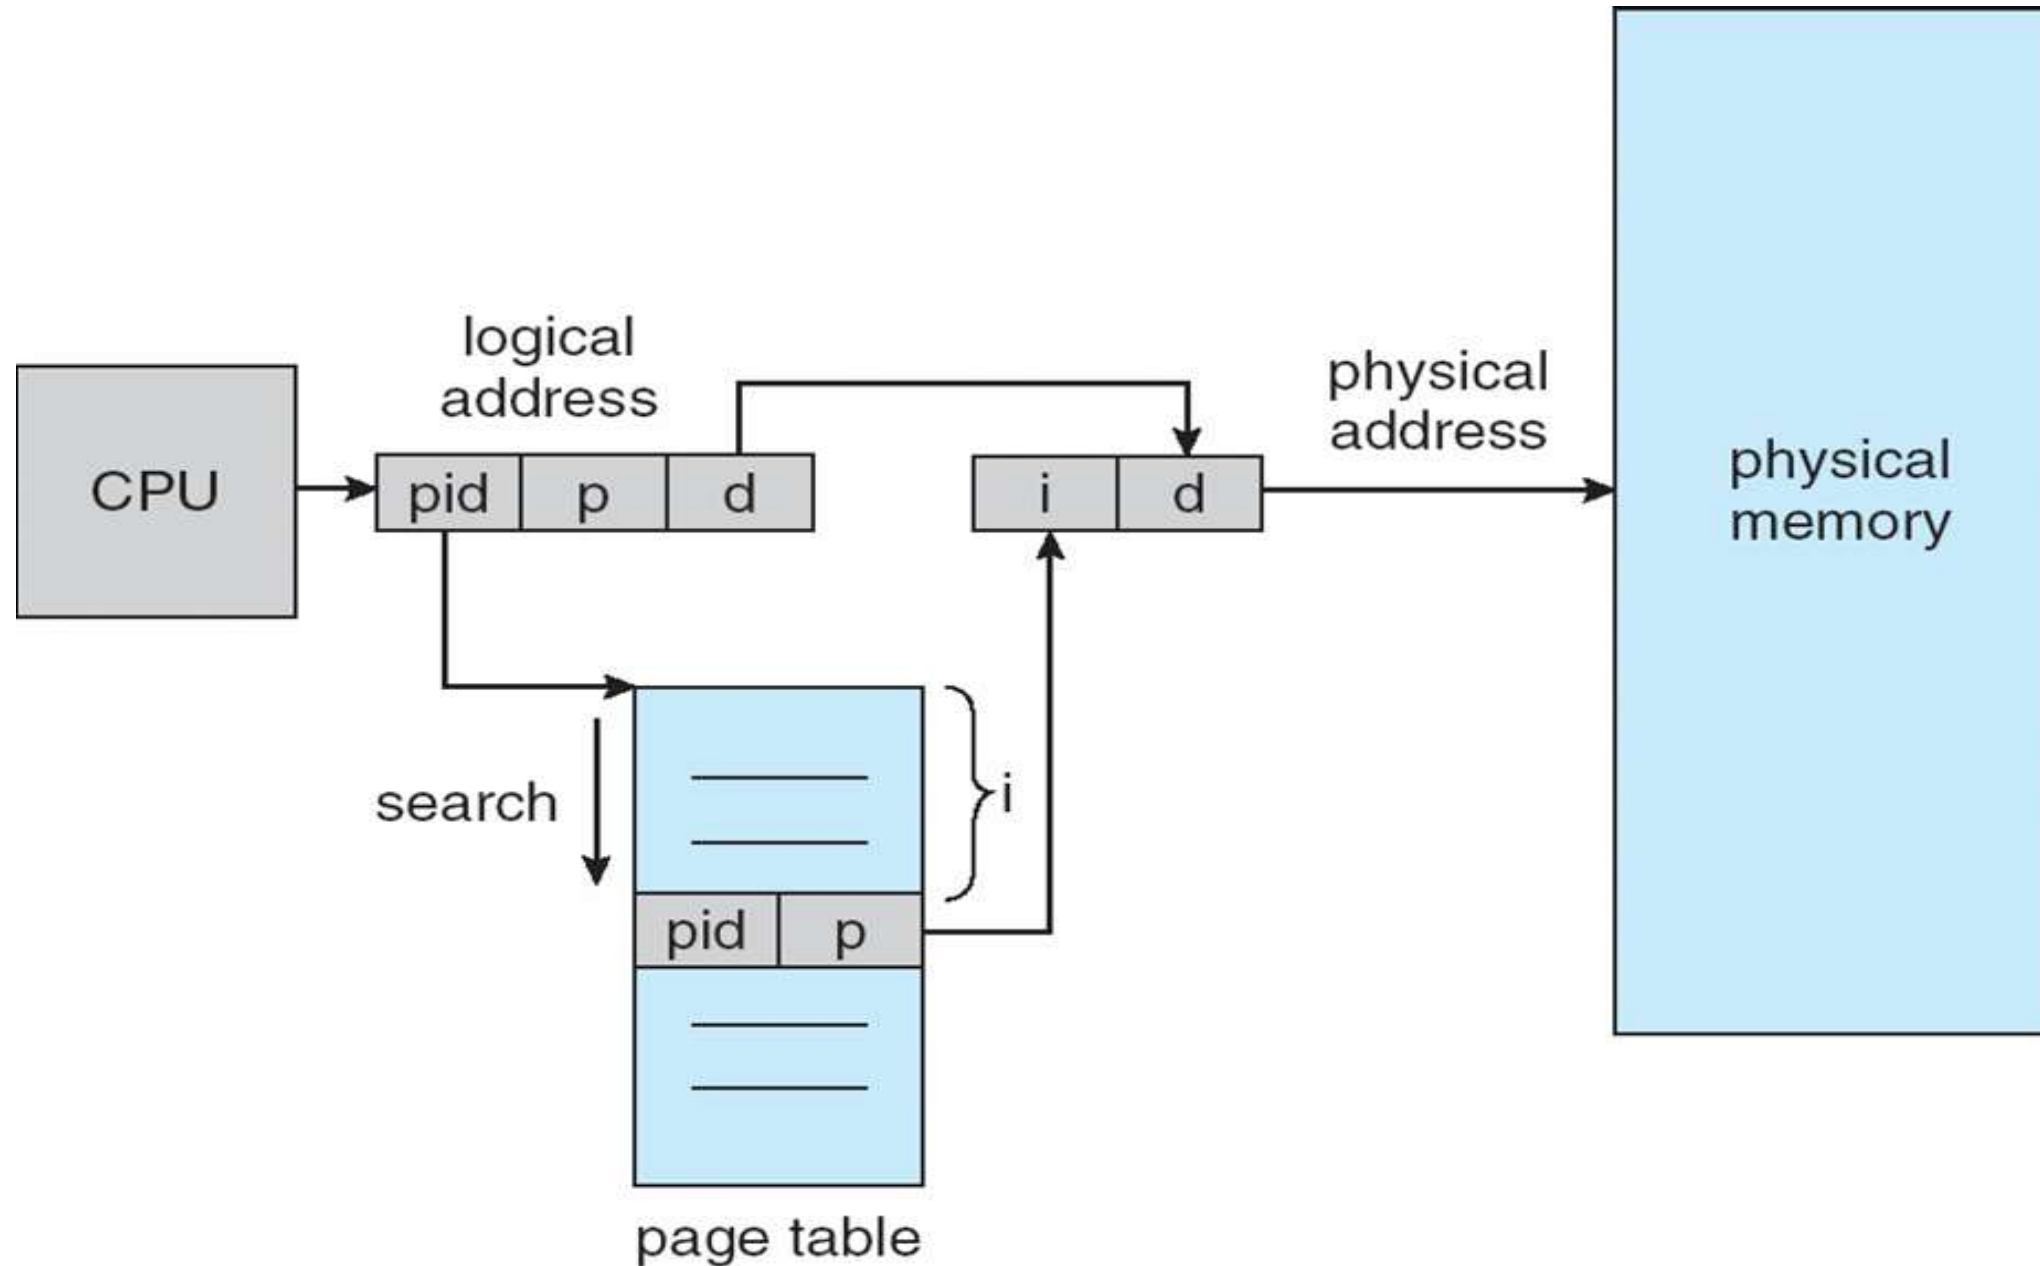 logical
address
physical
address
CPU
pid p d
i d
physical
memory
search
i
pid p
page table